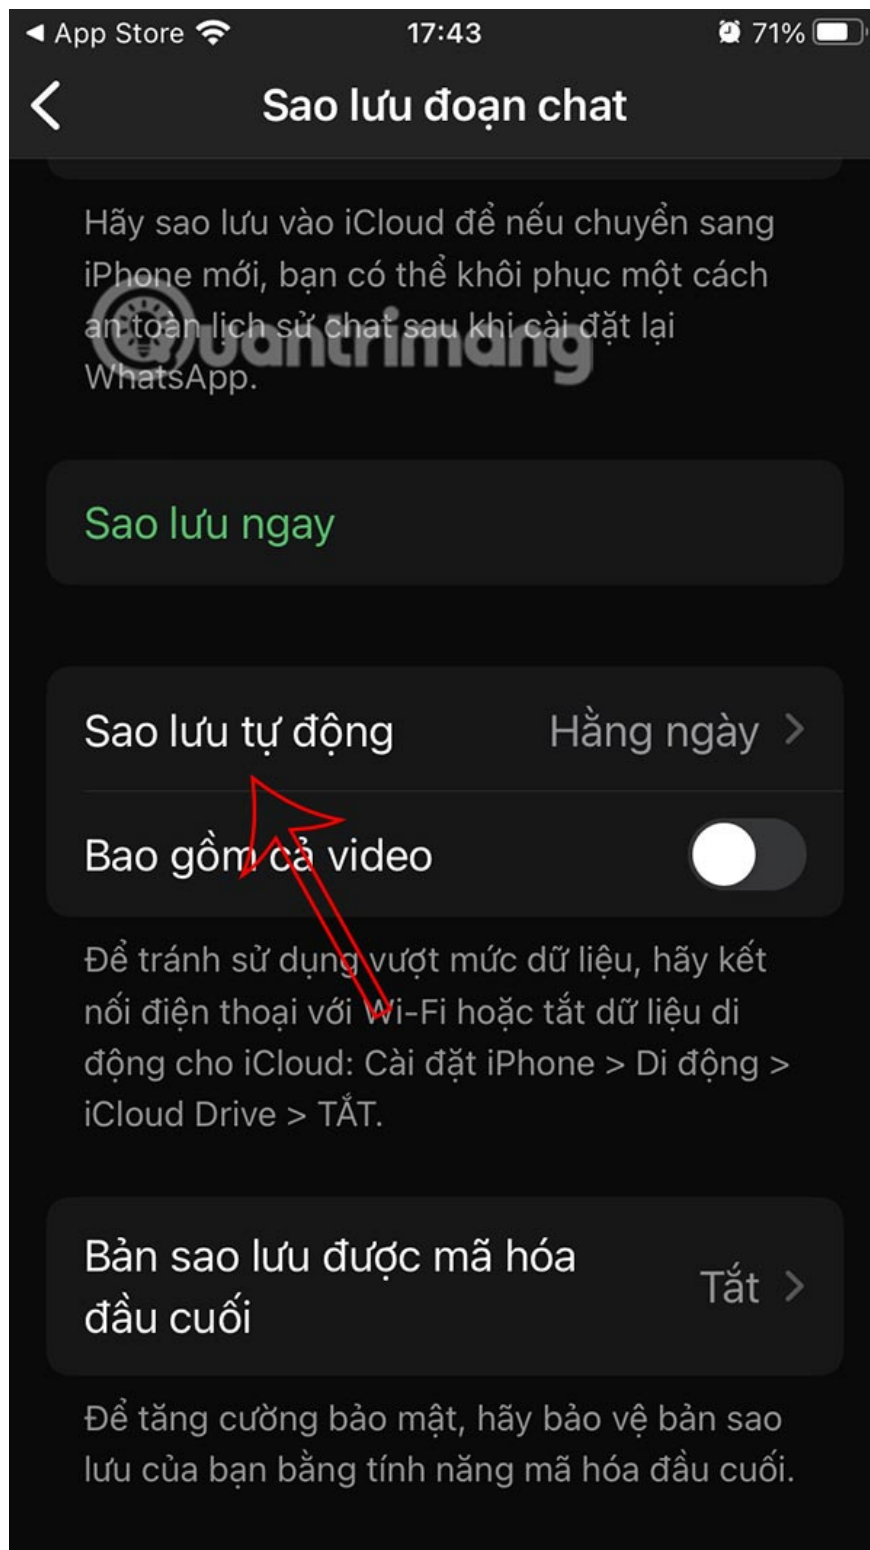 ◀ App Store 17:43 71%
Sao lưu đoạn chat
Hãy sao lưu vào iCloud để nếu chuyển sang
iPhone mới, bạn có thể khôi phục một cách
an toàn lịch sử chat sau khi cài đặt lại
WhatsApp.
Quantrimang
Sao lưu ngay
Sao lưu tự động Hằng ngày >
Bao gồm cả video
Để tránh sử dụng vượt mức dữ liệu, hãy kết
nối điện thoại với Wi-Fi hoặc tắt dữ liệu di
động cho iCloud: Cài đặt iPhone > Di động >
iCloud Drive > TẮT.
Bản sao lưu được mã hóa
đầu cuối
Tắt >
Để tăng cường bảo mật, hãy bảo vệ bản sao
lưu của bạn bằng tính năng mã hóa đầu cuối.